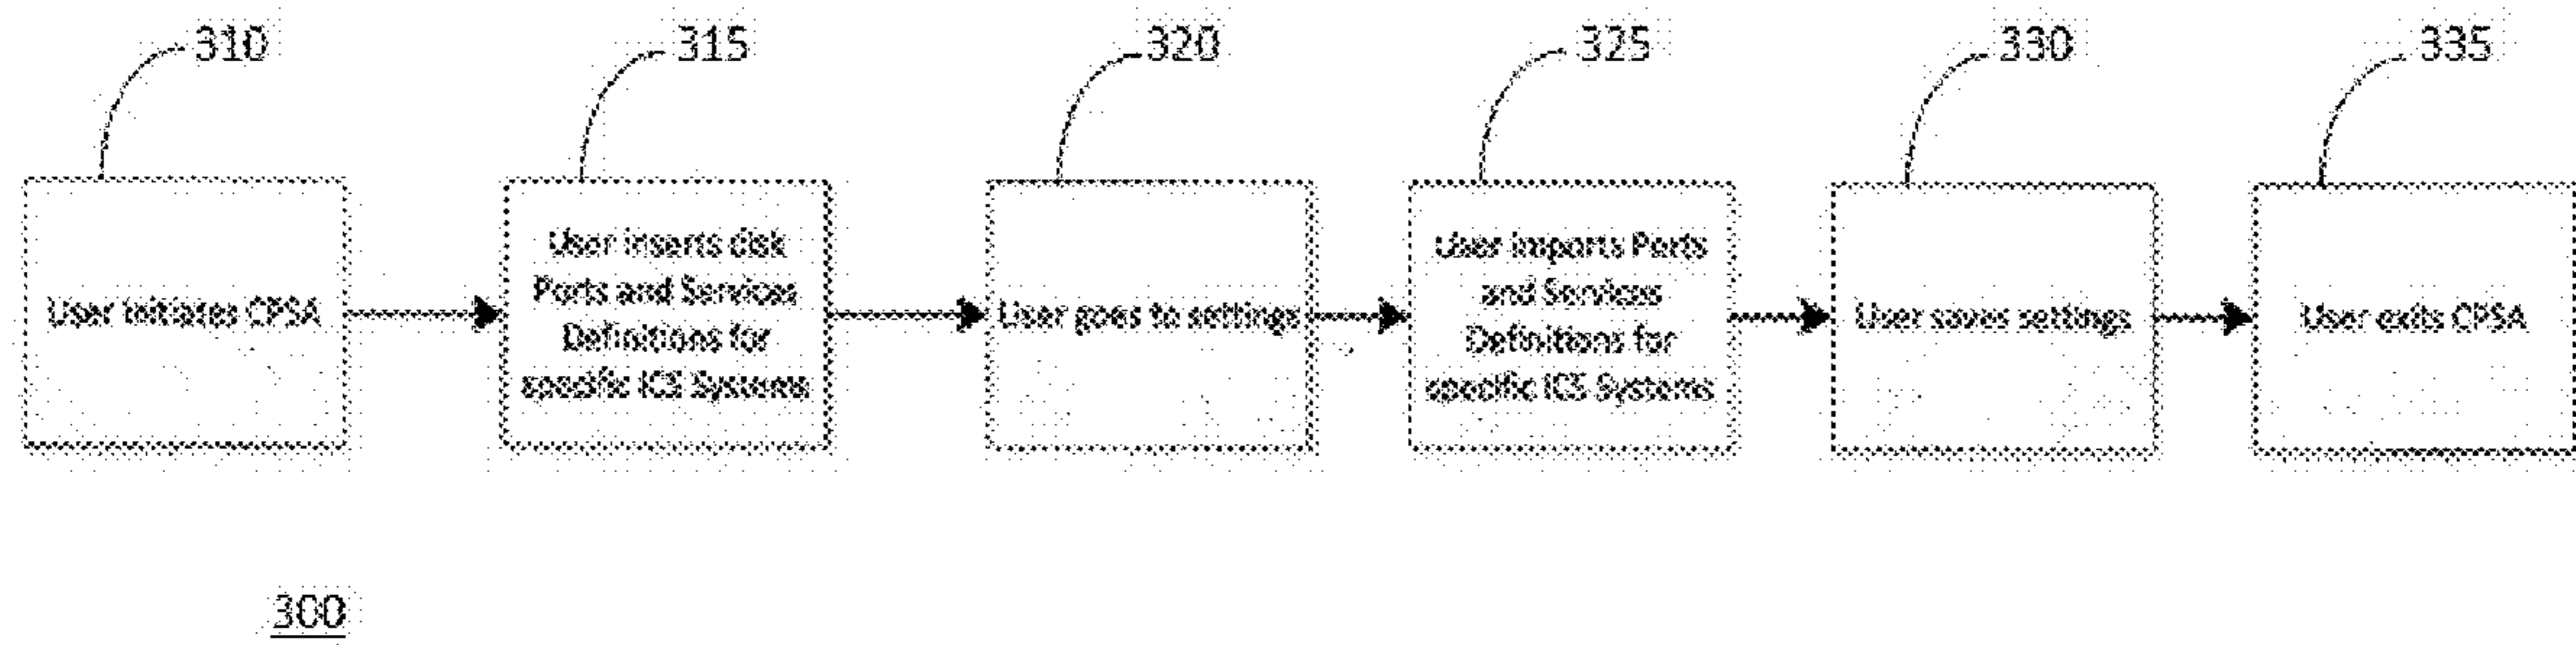 310
315
320
325
330
335
User initiates CPSA
User inserts disk
Ports and Services
Definitions for
specific ICS Systems
User goes to settings
User imports Ports
and Services
Definitions for
specific ICS Systems
User saves settings
User exits CPSA
300